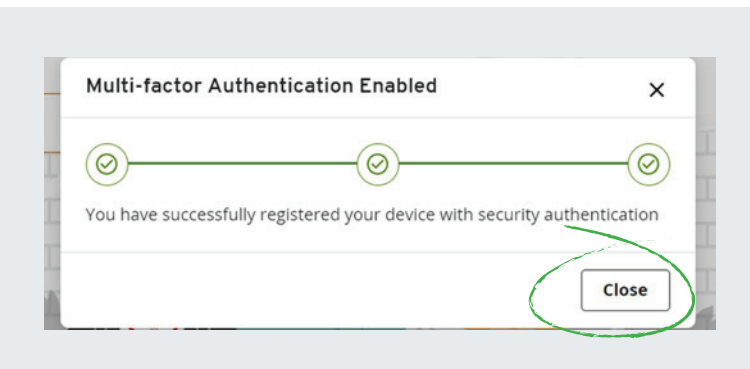 Multi-factor Authentication Enabled
You have successfully registered your device with security authentication
Close